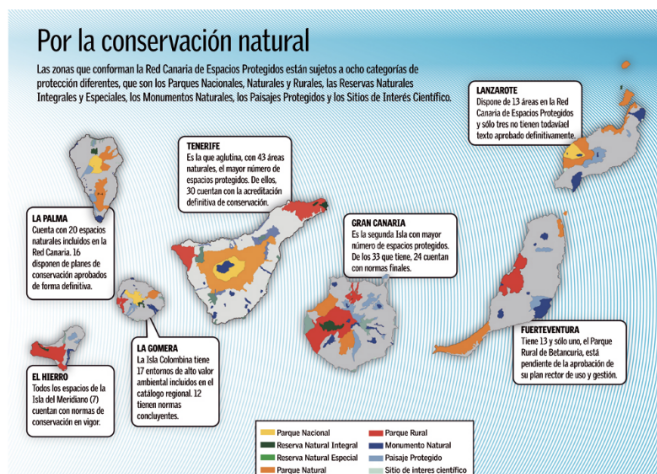 Por la conservación natural
Las zonas que conforman la Red Canaria de Espacios Protegidos están sujetos a ocho categorías de
protección diferentes, que son los Parques Nacionales, Naturales y Rurales, las Reservas Naturales
Integrales y Especiales, los Monumentos Naturales, los Paisajes Protegidos y los Sitios de Interés Científico.
LANZAROTE
Dispone de 13 áreas en la Red
Canaria de Espacios Protegidos
y sólo tres no tienen todavíael
texto aprobado definitivamente.
TENERIFE
Es la que aglutina, con 43 áreas
naturales, el mayor número de
espacios protegidos. De ellos,
30 cuentan con la acreditación
definitiva de conservación.
LA PALMA
Cuenta con 20 espacios
naturales incluidos en la
Red Canaria. 16
disponen de planes de
conservación aprobados
de forma definitiva.
GRAN CANARIA
Es la segunda Isla con mayor
número de espacios protegidos.
De los 33 que tiene, 24 cuentan
con normas finales.
FUERTEVENTURA
Tiene 13 y sólo uno, el Parque
Rural de Betancuria, está
pendiente de la aprobación de
su plan rector de uso y gestión.
LA GOMERA
La Isla Colombina tiene
17 entornos de alto valor
ambiental incluidos en el
catálogo regional. 12
tienen normas
concluyentes.
EL HIERRO
Todos los espacios de la
Isla del Meridiano (7)
cuentan con normas de
conservación en vigor.
Parque Nacional
Reserva Natural Integral
Reserva Natural Especial
Parque Natural
Parque Rural
Monumento Natural
Paisaje Protegido
Sitio de interes científico